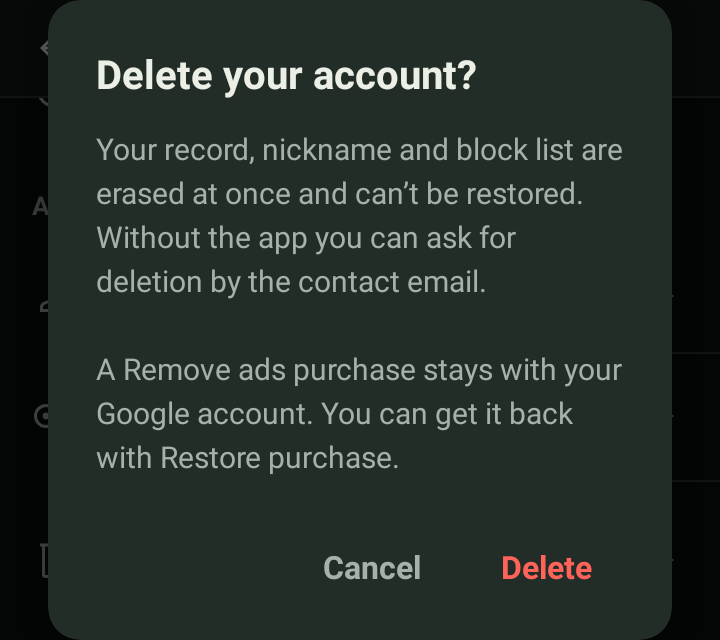 Delete your account?
Your record, nickname and block list are
erased at once and can’t be restored.
Without the app you can ask for
deletion by the contact email.
A Remove ads purchase stays with your
Google account. You can get it back
with Restore purchase.
Cancel
Delete